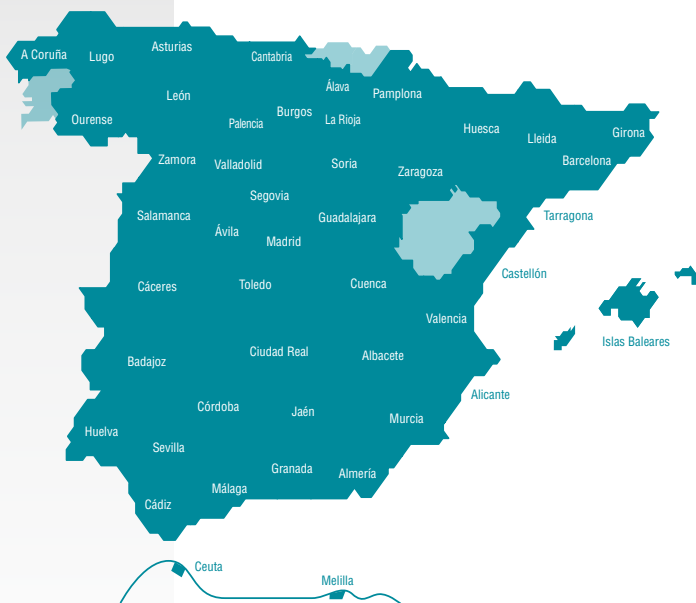 Asturias
A Coruña
Lugo
Cantabria
Álava
Pamplona
León
Burgos
Palencia
La Rioja
Ourense
Huesca
Lleida
Girona
Zamora
Valladolid
Soria
Zaragoza
Barcelona
Segovia
Salamanca
Guadalajara
Tarragona
Ávila
Madrid
Castellón
Cáceres
Toledo
Cuenca
Valencia
Islas Baleares
Badajoz
Ciudad Real
Albacete
Alicante
Córdoba
Jaén
Murcia
Huelva
Sevilla
Granada
Almería
Málaga
Cádiz
Ceuta
Melilla